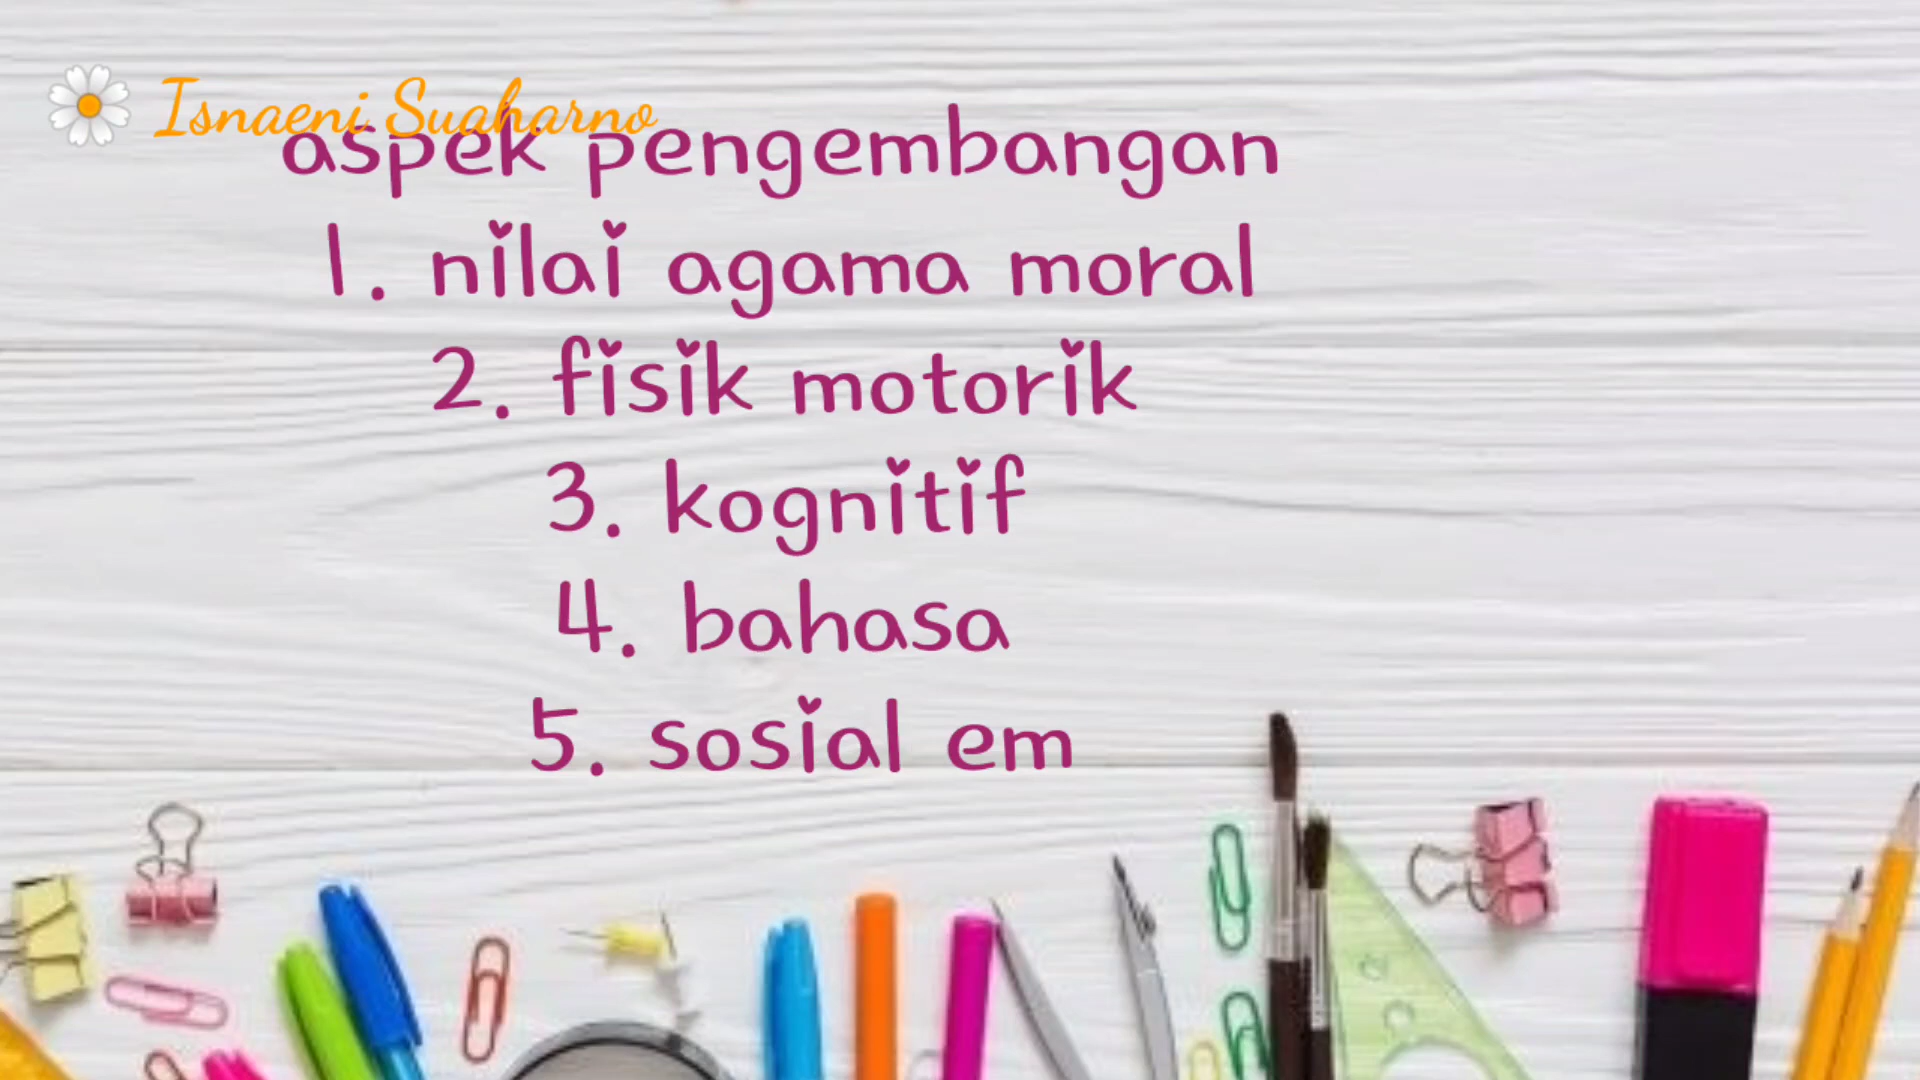 Isnaeni Suaharno
aspek pengembangan
1. nilai agama moral
2. fisik motorik
3. kognitif
4. bahasa
5. sosial em